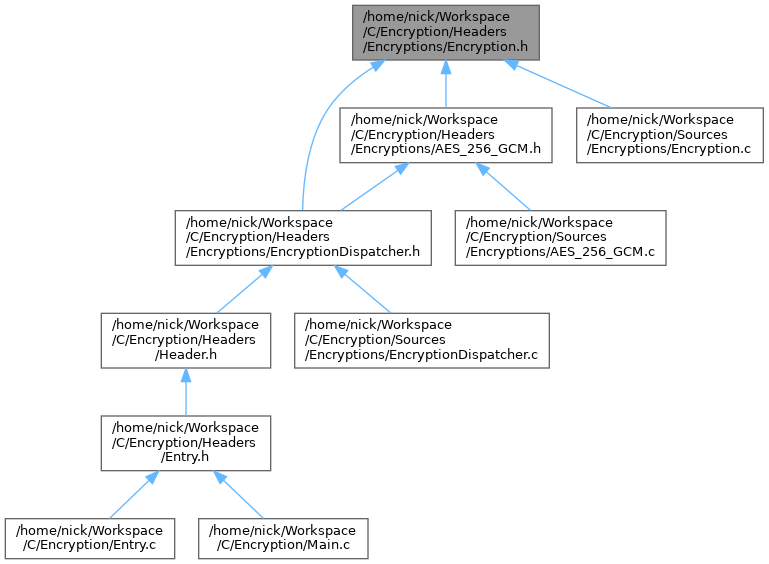 /home/nick/Workspace
/C/Encryption/Headers
/Encryptions/Encryption.h
/home/nick/Workspace
/C/Encryption/Headers
/Encryptions/AES_256_GCM.h
/home/nick/Workspace
/C/Encryption/Sources
/Encryptions/Encryption.c
/home/nick/Workspace
/C/Encryption/Headers
/Encryptions/EncryptionDispatcher.h
/home/nick/Workspace
/C/Encryption/Sources
/Encryptions/AES_256_GCM.c
/home/nick/Workspace
/C/Encryption/Headers
/Header.h
/home/nick/Workspace
/C/Encryption/Sources
/Encryptions/EncryptionDispatcher.c
/home/nick/Workspace
/C/Encryption/Headers
/Entry.h
/home/nick/Workspace
/C/Encryption/Entry.c
/home/nick/Workspace
/C/Encryption/Main.c